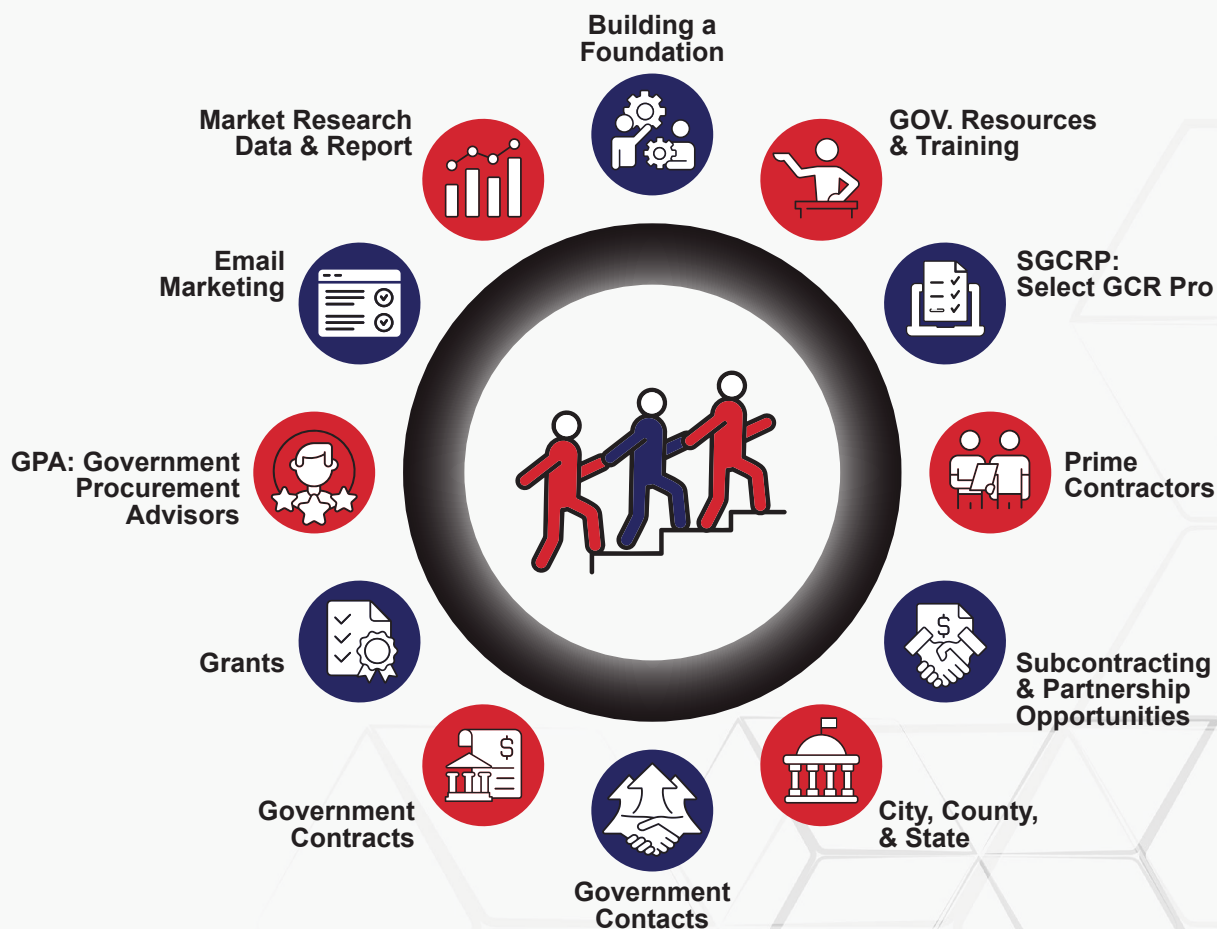 Building a
Foundation
GOV. Resources
& Training
SGCRP:
Select GCR Pro
Prime
Contractors
Subcontracting
& Partnership
Opportunities
City, County,
& State
Government
Contacts
Government
Contracts
Grants
GPA: Government
Procurement
Advisors
Email
Marketing
Market Research
Data & Report
$
$